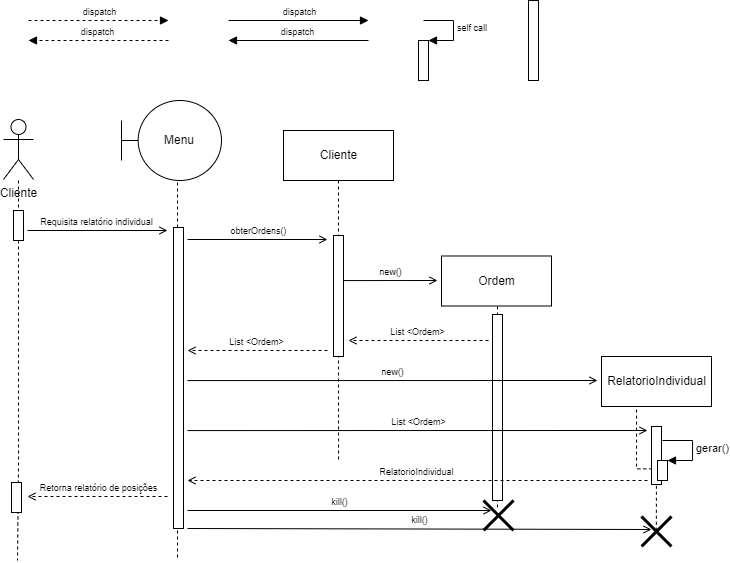 dispatch
dispatch
dispatch
dispatch
self call
Menu
Cliente
Cliente
Requisita relatório individual
obterOrdens()
new()
Ordem
List <Ordem>
List <Ordem>
new()
RelatorioIndividual
List <Ordem>
gerar()
RelatorioIndividual
Retorna relatório de posições
kill()
kill()